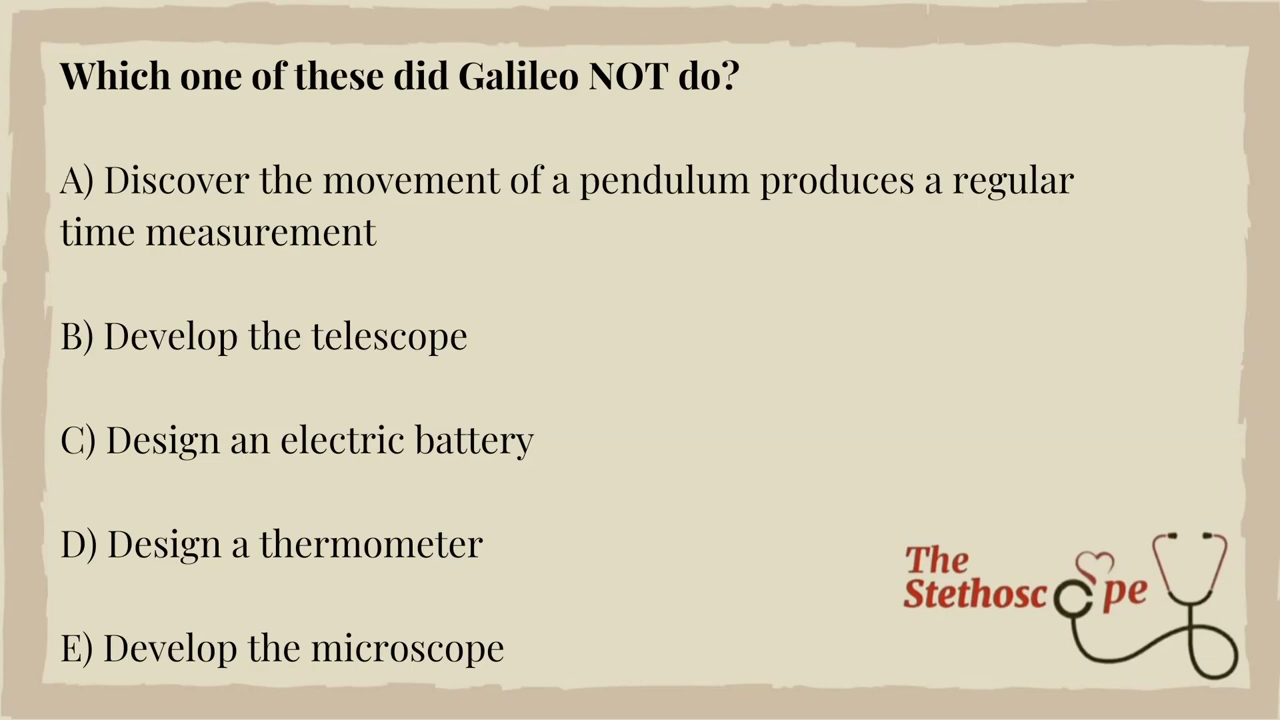 Which one of these did Galileo NOT do?
A) Discover the movement of a pendulum produces a regular
time measurement
B) Develop the telescope
C) Design an electric battery
D) Design a thermometer
E) Develop the microscope
The
Stethoscope